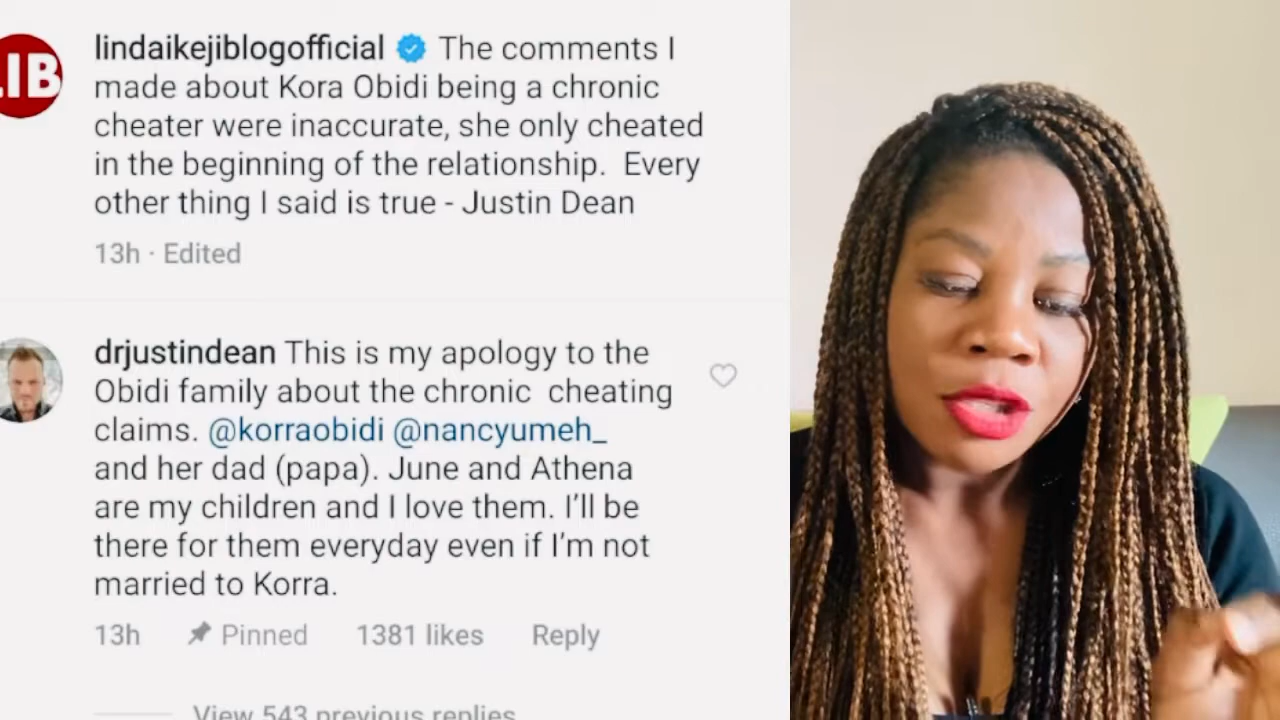 LIB
lindaikejiblogofficial The comments I
made about Kora Obidi being a chronic
cheater were inaccurate, she only cheated
in the beginning of the relationship.  Every
other thing I said is true - Justin Dean
13h · Edited
drjustindean This is my apology to the
Obidi family about the chronic  cheating
claims. @korraobidi @nancyumeh_
and her dad (papa). June and Athena
are my children and I love them. I’ll be
there for them everyday even if I’m not
married to Korra.
13h Pinned 1381 likes Reply
View 543 previous replies